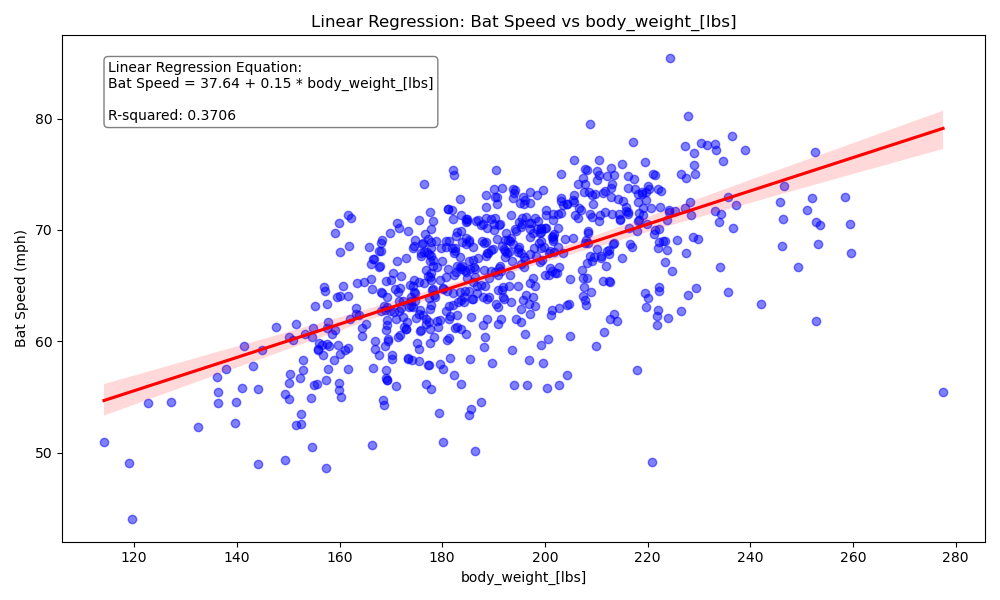 Linear Regression: Bat Speed vs body_weight_[lbs]
Linear Regression Equation:
Bat Speed = 37.64 + 0.15 * body_weight_[lbs]
R-squared: 0.3706
Bat Speed (mph)
80
70
60
50
120 140 160 180 200 220 240 260 280
body_weight_[lbs]